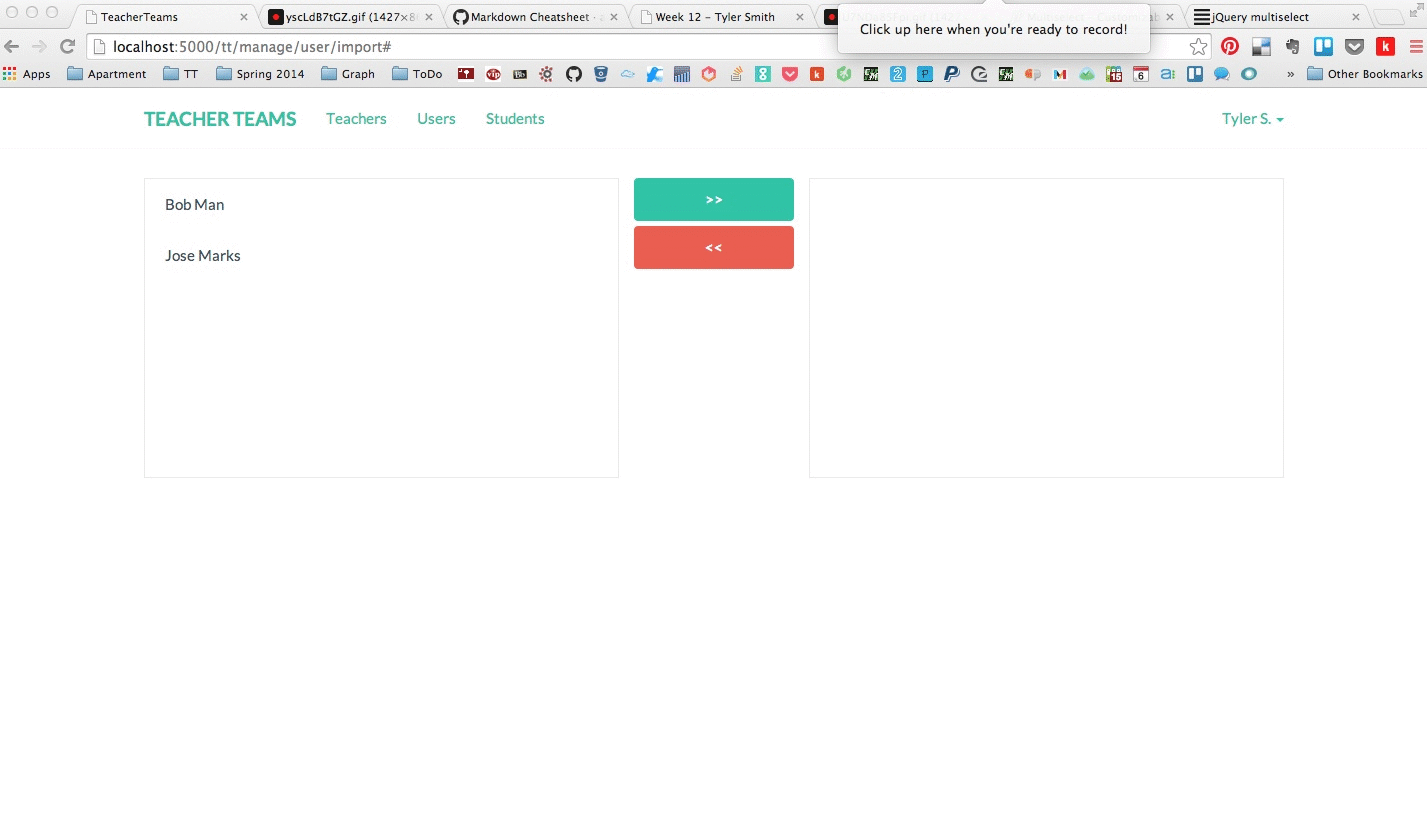 TeacherTeams
yscLdB7tGZ.gif (1427×8
Markdown Cheatsheet ·
Week 12 – Tyler Smith
jQuery multiselect
Click up here when you're ready to record!
localhost:5000/tt/manage/user/import#
Apps
Apartment
TT
Spring 2014
Graph
ToDo
» Other Bookmarks
TEACHER TEAMS
Teachers
Users
Students
Tyler S.
Bob Man
Jose Marks
>>
<<